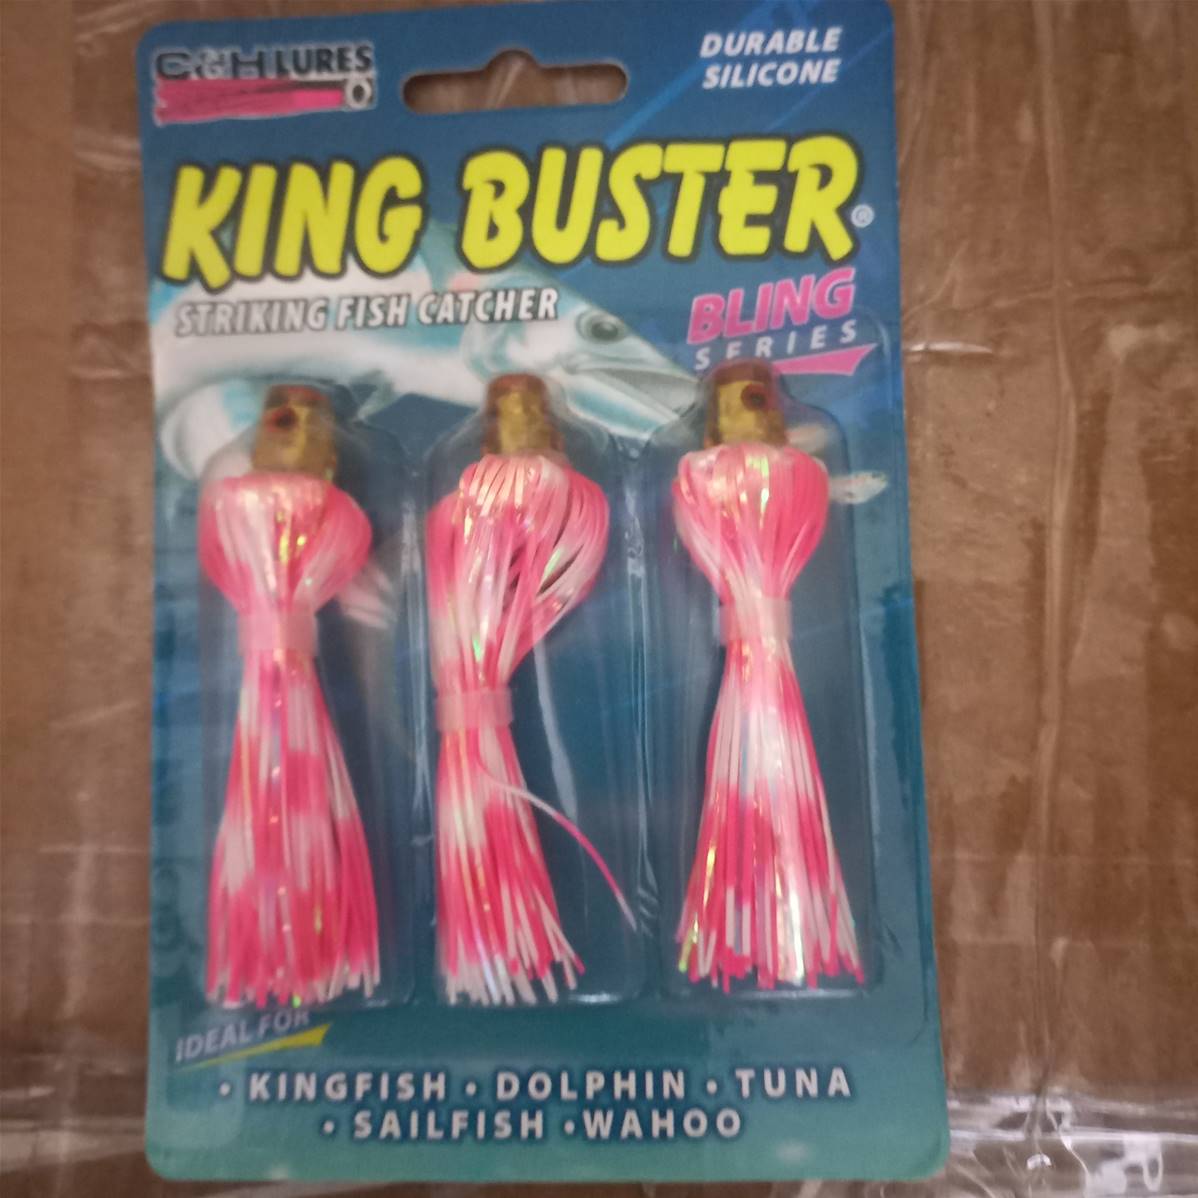 C&H LURES
DURABLE
SILICONE
KING BUSTER®
STRIKING FISH CATCHER
BLING
SERIES
IDEAL FOR
• KINGFISH • DOLPHIN • TUNA
• SAILFISH •WAHOO